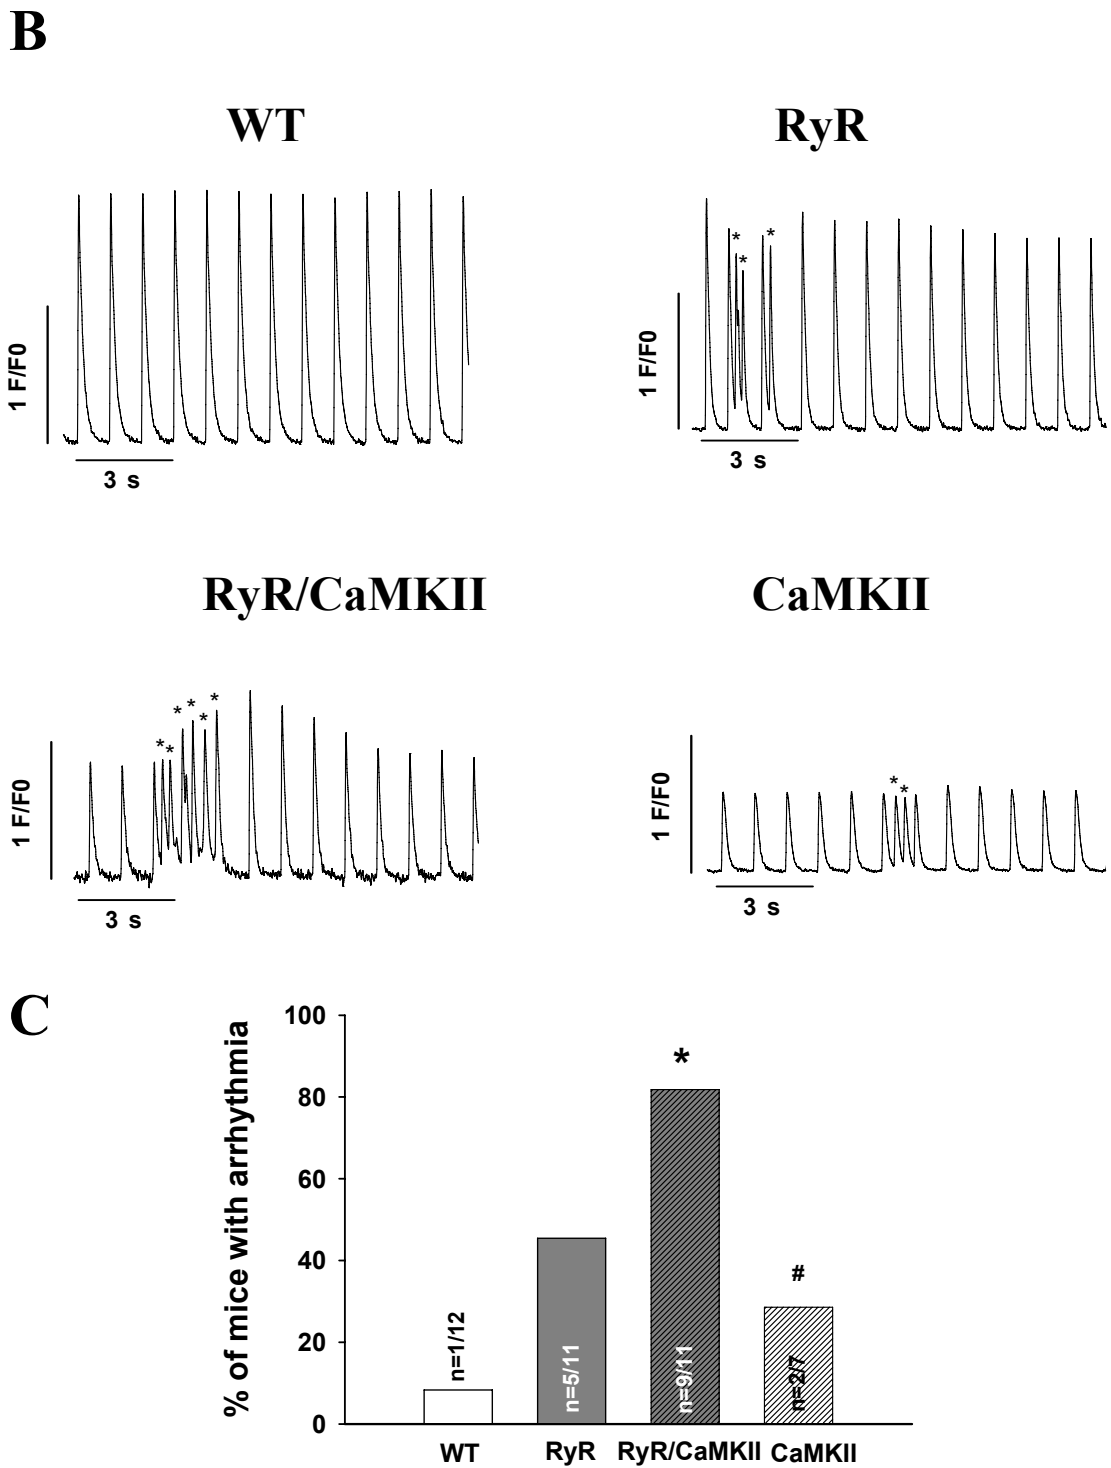 B
WT
RyR
*
*
*
1 F/F0
3 s
1 F/F0
3 s
RyR/CaMKII
CaMKII
* * * * * * *
1 F/F0
3 s
* *
1 F/F0
3 s
C
% of mice with arrhythmia
100
80
60
40
20
0
*
#
n=1/12
n=5/11
n=9/11
n=2/7
WT
RyR
RyR/CaMKII
CaMKII